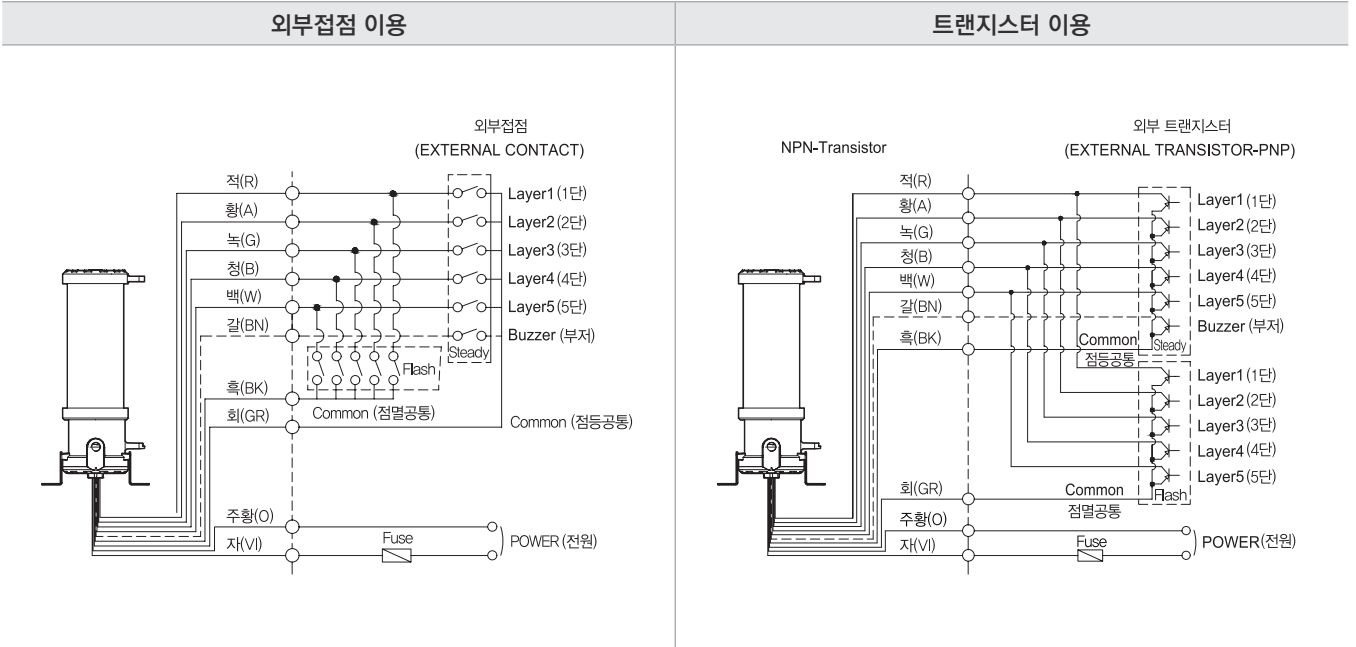 외부접점 이용
외부접점
(EXTERNAL CONTACT)
적(R)
Layer1 (1단)
황(A)
Layer2 (2단)
녹(G)
Layer3 (3단)
청(B)
Layer4 (4단)
백(W)
Layer5 (5단)
갈(BN)
Buzzer (부저)
Steady
Flash
흑(BK)
Common (점멸공통)
회(GR)
Common (점등공통)
주황(O)
Fuse
POWER (전원)
자(VI)
트랜지스터 이용
NPN-Transistor
외부 트랜지스터
(EXTERNAL TRANSISTOR-PNP)
적(R)
Layer1 (1단)
황(A)
Layer2 (2단)
녹(G)
Layer3 (3단)
청(B)
Layer4 (4단)
백(W)
Layer5 (5단)
갈(BN)
Buzzer (부저)
흑(BK)
Common
점등공통
Steady
Layer1 (1단)
Layer2 (2단)
Layer3 (3단)
Layer4 (4단)
Layer5 (5단)
회(GR)
Common
점멸공통
Flash
주황(O)
Fuse
POWER(전원)
자(VI)